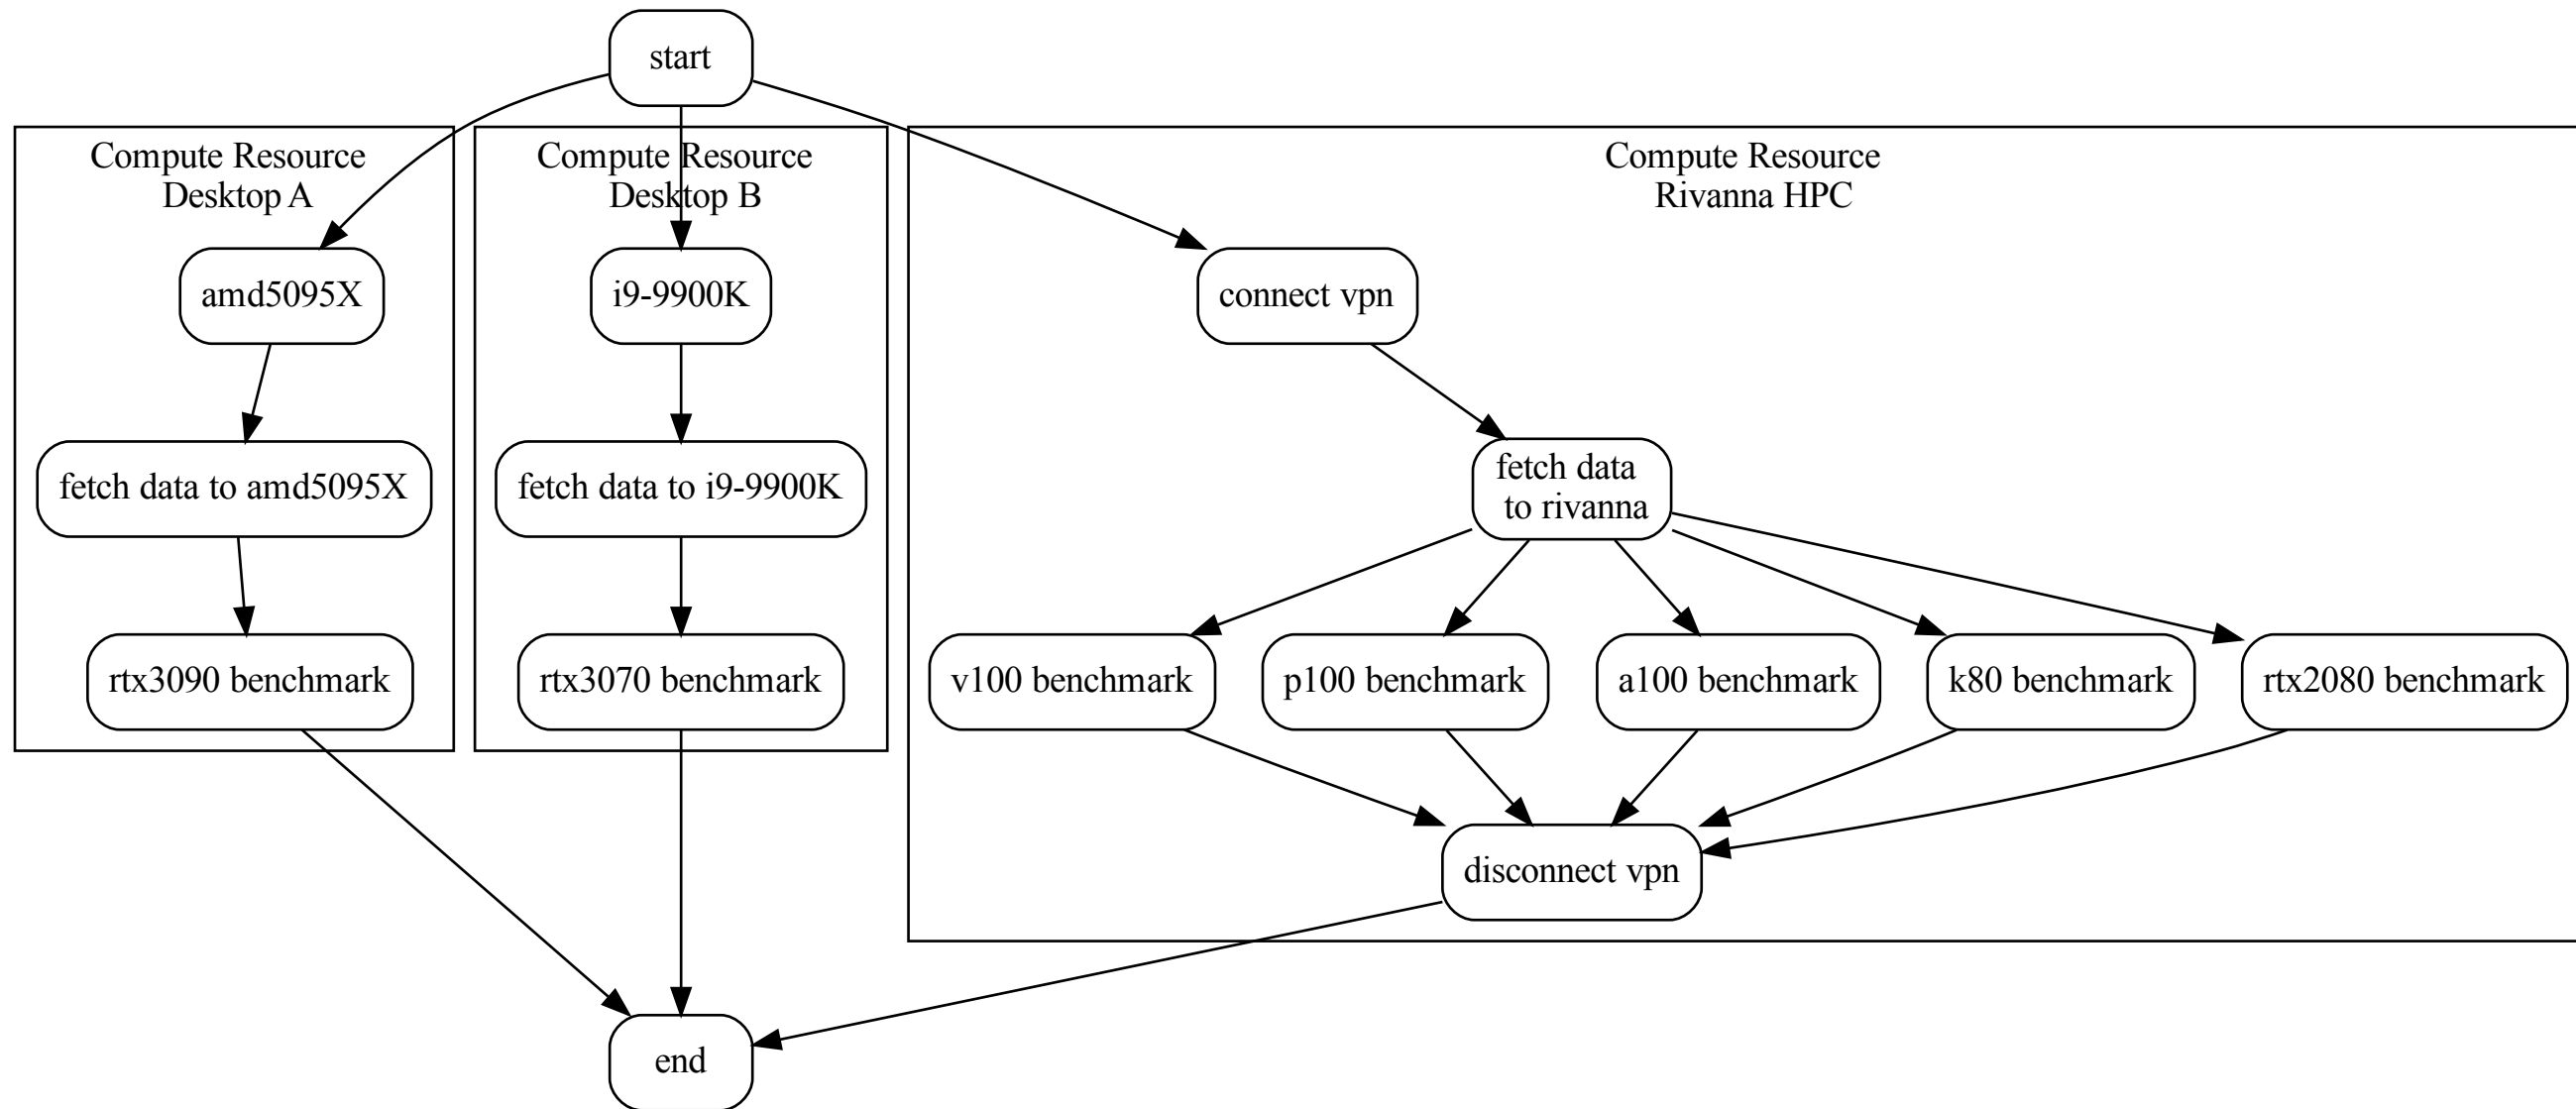 start
Compute Resource
Desktop A
Compute Resource
Desktop B
Compute Resource
Rivanna HPC
amd5095X
i9-9900K
connect vpn
fetch data to amd5095X
fetch data to i9-9900K
fetch data
to rivanna
rtx3090 benchmark
rtx3070 benchmark
v100 benchmark
p100 benchmark
a100 benchmark
k80 benchmark
rtx2080 benchmark
disconnect vpn
end